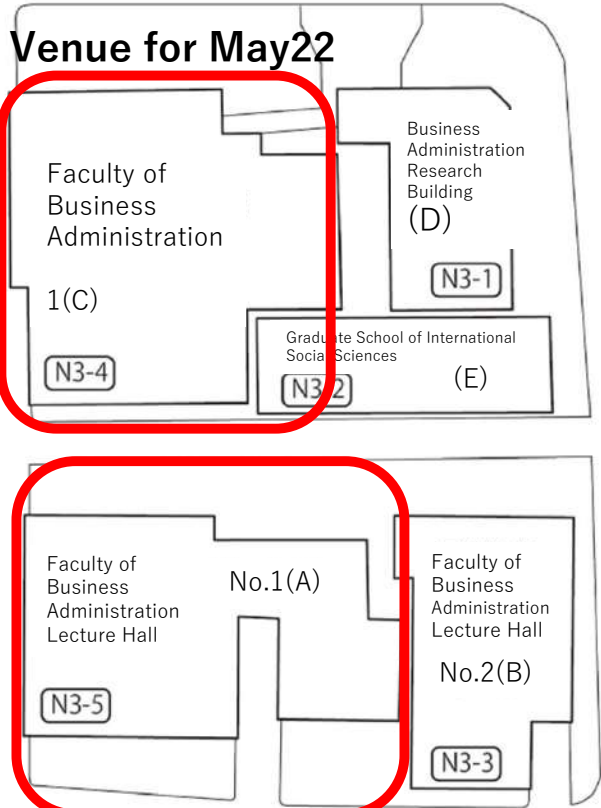 Venue for May22
Faculty of
Business
Administration
1(C)
N3-4
Business
Administration
Research
Building
(D)
N3-1
Graduate School of International
Social Sciences
N3-2
(E)
Faculty of
Business
Administration
Lecture Hall
No.1(A)
N3-5
Faculty of
Business
Administration
Lecture Hall
No.2(B)
N3-3